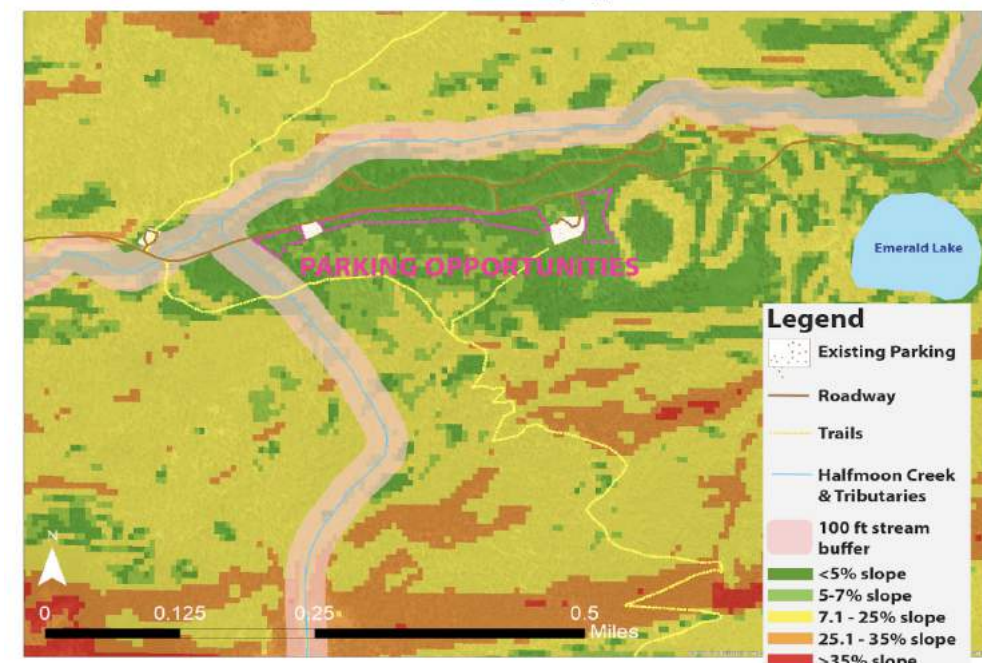 PARKING OPPORTUNITIES
Emerald Lake
Legend
Existing Parking
Roadway
Trails
Halfmoon Creek
& Tributaries
100 ft stream
buffer
<5% slope
5-7% slope
7.1 - 25% slope
25.1 - 35% slope
>35% slope
N
0 0.125 0.25 0.5
Miles